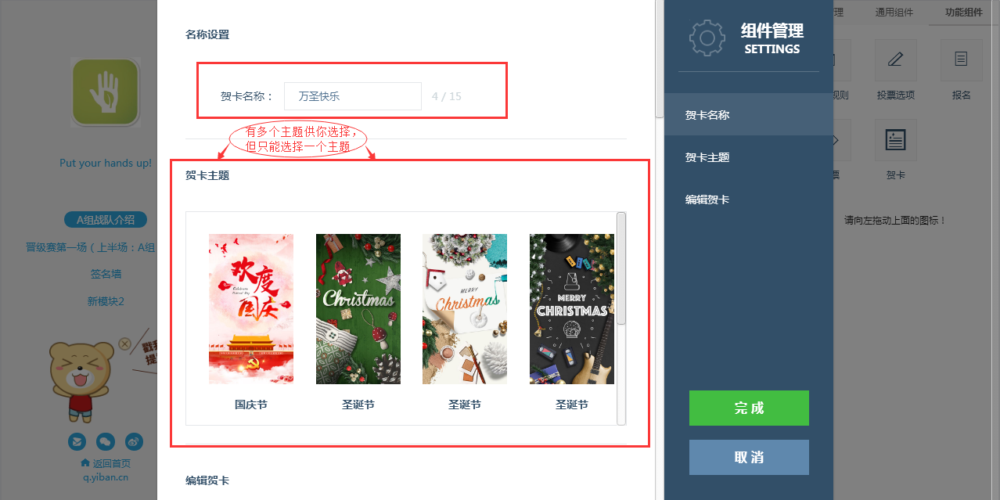 Put your hands up!
A组战队介绍
晋级赛第一场（上半场：A组
签名墙
新模块2
戳我
提
返回首页
q.yiban.cn
名称设置
贺卡名称：
万圣快乐
4 / 15
有多个主题供你选择，
但只能选择一个主题
贺卡主题
欢度
国庆
Christmas
MERRY
Christmas
MERRY
CHRISTMAS
国庆节
圣诞节
圣诞节
圣诞节
编辑贺卡
组件管理
SETTINGS
贺卡名称
贺卡主题
编辑贺卡
完 成
取 消
理
通用组件
功能组件
规则
投票选项
报名
票
贺卡
请向左拖动上面的图标！